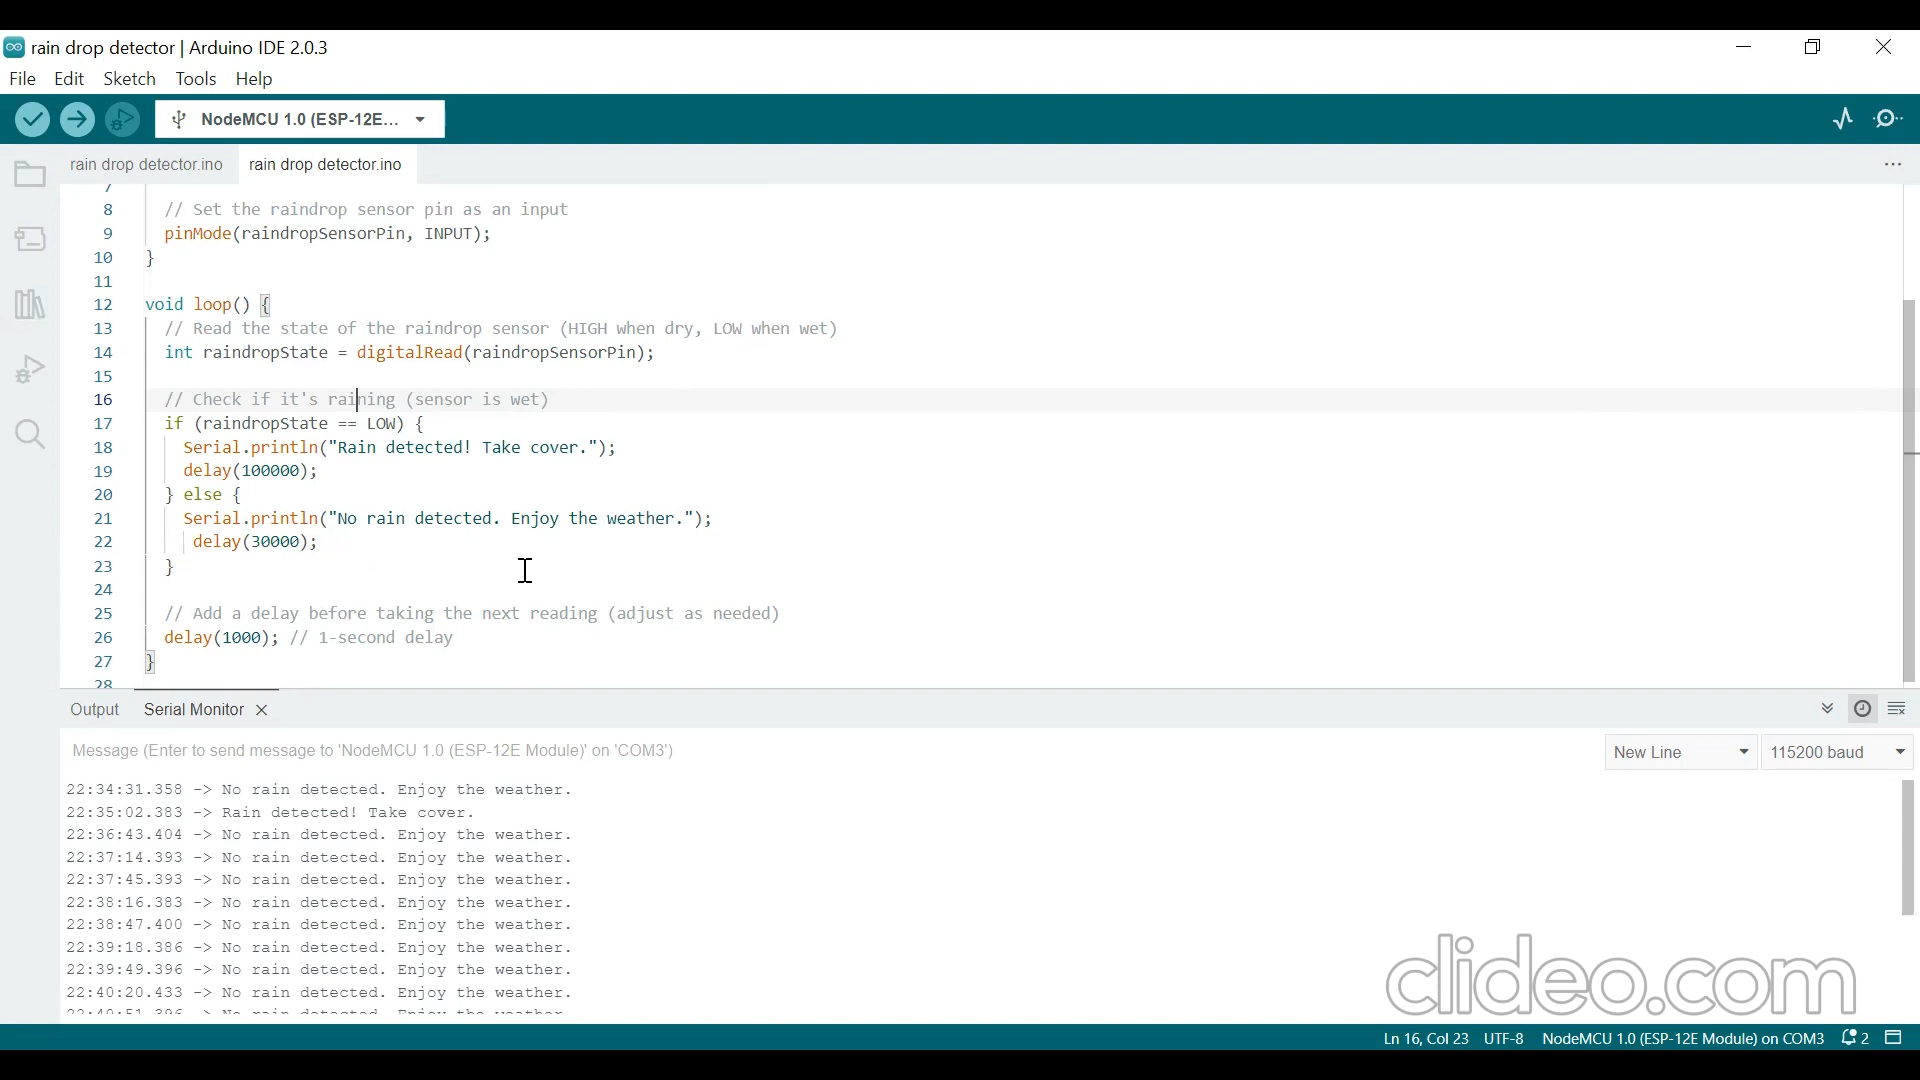 rain drop detector | Arduino IDE 2.0.3
File Edit Sketch Tools Help
NodeMCU 1.0 (ESP-12E...
rain drop detector.ino rain drop detector.ino
7
8 // Set the raindrop sensor pin as an input
9 pinMode(raindropSensorPin, INPUT);
10 }
11
12 void loop() {
13 // Read the state of the raindrop sensor (HIGH when dry, LOW when wet)
14 int raindropState = digitalRead(raindropSensorPin);
15
16 // Check if it's raining (sensor is wet)
17 if (raindropState == LOW) {
18 Serial.println("Rain detected! Take cover.");
19 delay(100000);
20 } else {
21 Serial.println("No rain detected. Enjoy the weather.");
22 delay(30000);
23 }
24
25 // Add a delay before taking the next reading (adjust as needed)
26 delay(1000); // 1-second delay
27 }
28
Output Serial Monitor
Message (Enter to send message to 'NodeMCU 1.0 (ESP-12E Module)' on 'COM3')
New Line 115200 baud
22:34:31.358 -> No rain detected. Enjoy the weather.
22:35:02.383 -> Rain detected! Take cover.
22:36:43.404 -> No rain detected. Enjoy the weather.
22:37:14.393 -> No rain detected. Enjoy the weather.
22:37:45.393 -> No rain detected. Enjoy the weather.
22:38:16.383 -> No rain detected. Enjoy the weather.
22:38:47.400 -> No rain detected. Enjoy the weather.
22:39:18.386 -> No rain detected. Enjoy the weather.
22:39:49.396 -> No rain detected. Enjoy the weather.
22:40:20.433 -> No rain detected. Enjoy the weather.
22:40:51.396 -> No rain detected. Enjoy the weather.
clideo.com
Ln 16, Col 23 UTF-8 NodeMCU 1.0 (ESP-12E Module) on COM3 2